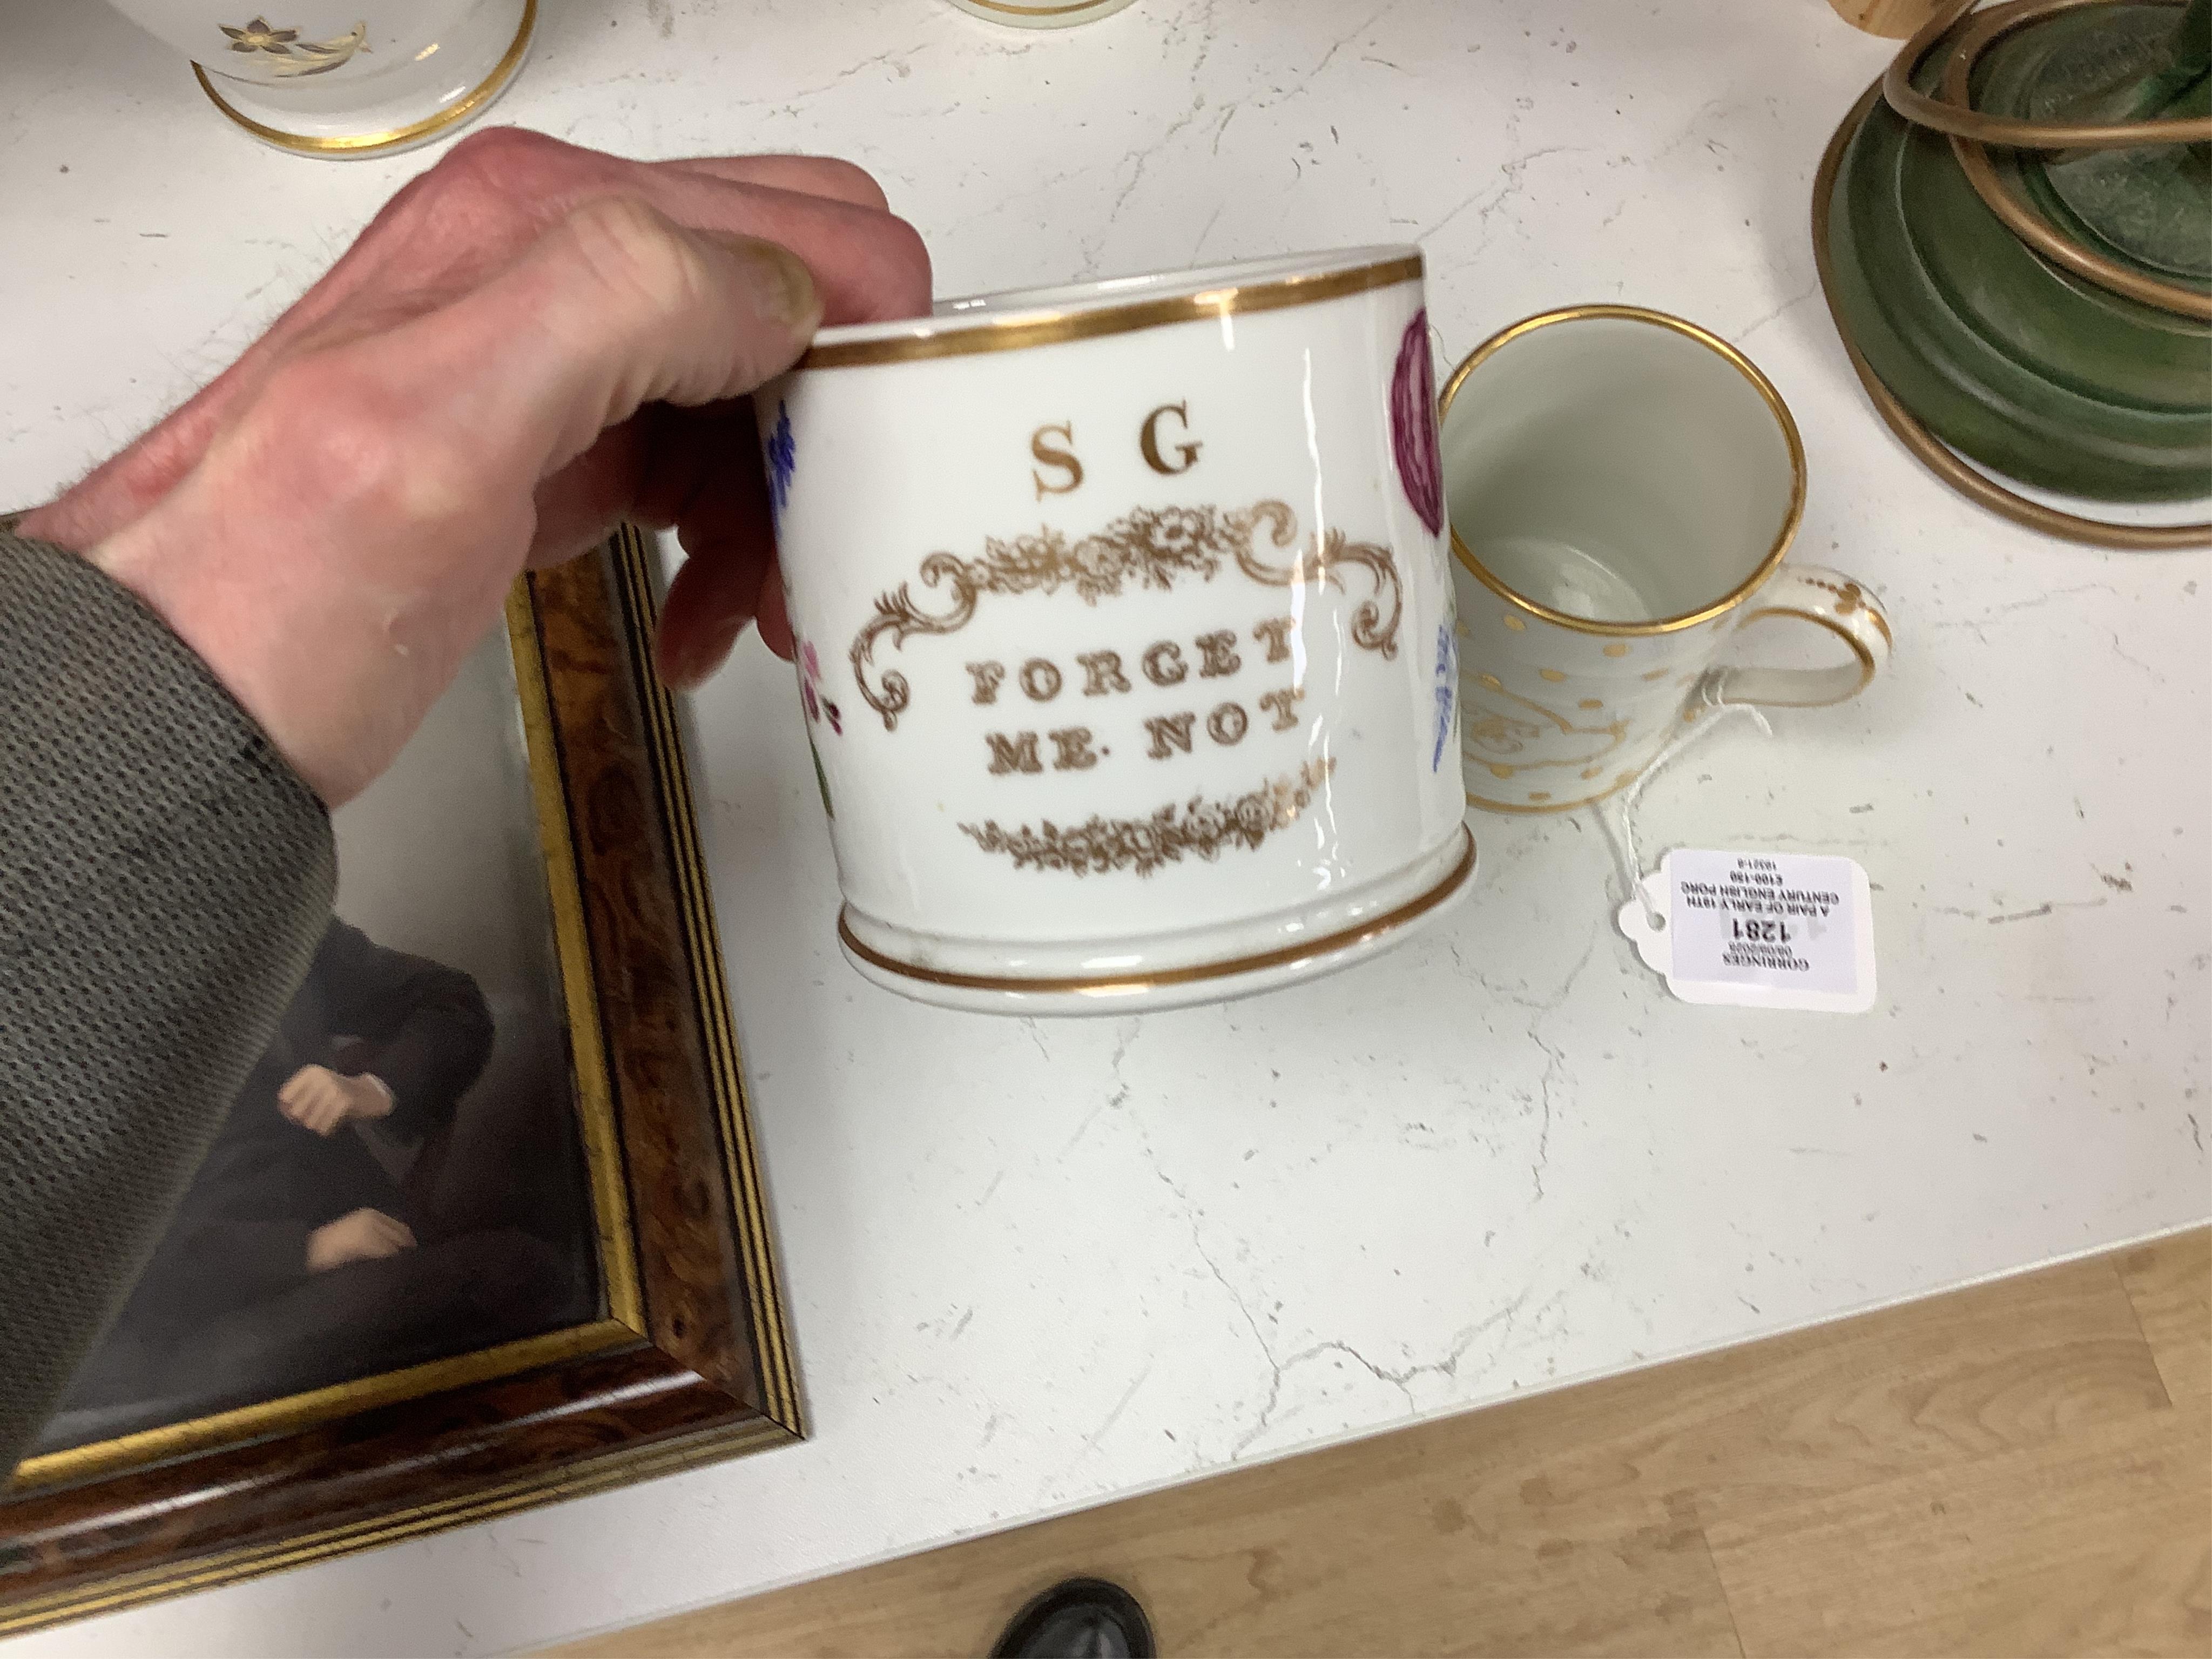 S G
FORGET
ME. NOT
GORRINGES
1281
A PAIR OF EARLY 19TH
CENTURY ENGLISH PORC
£100-150